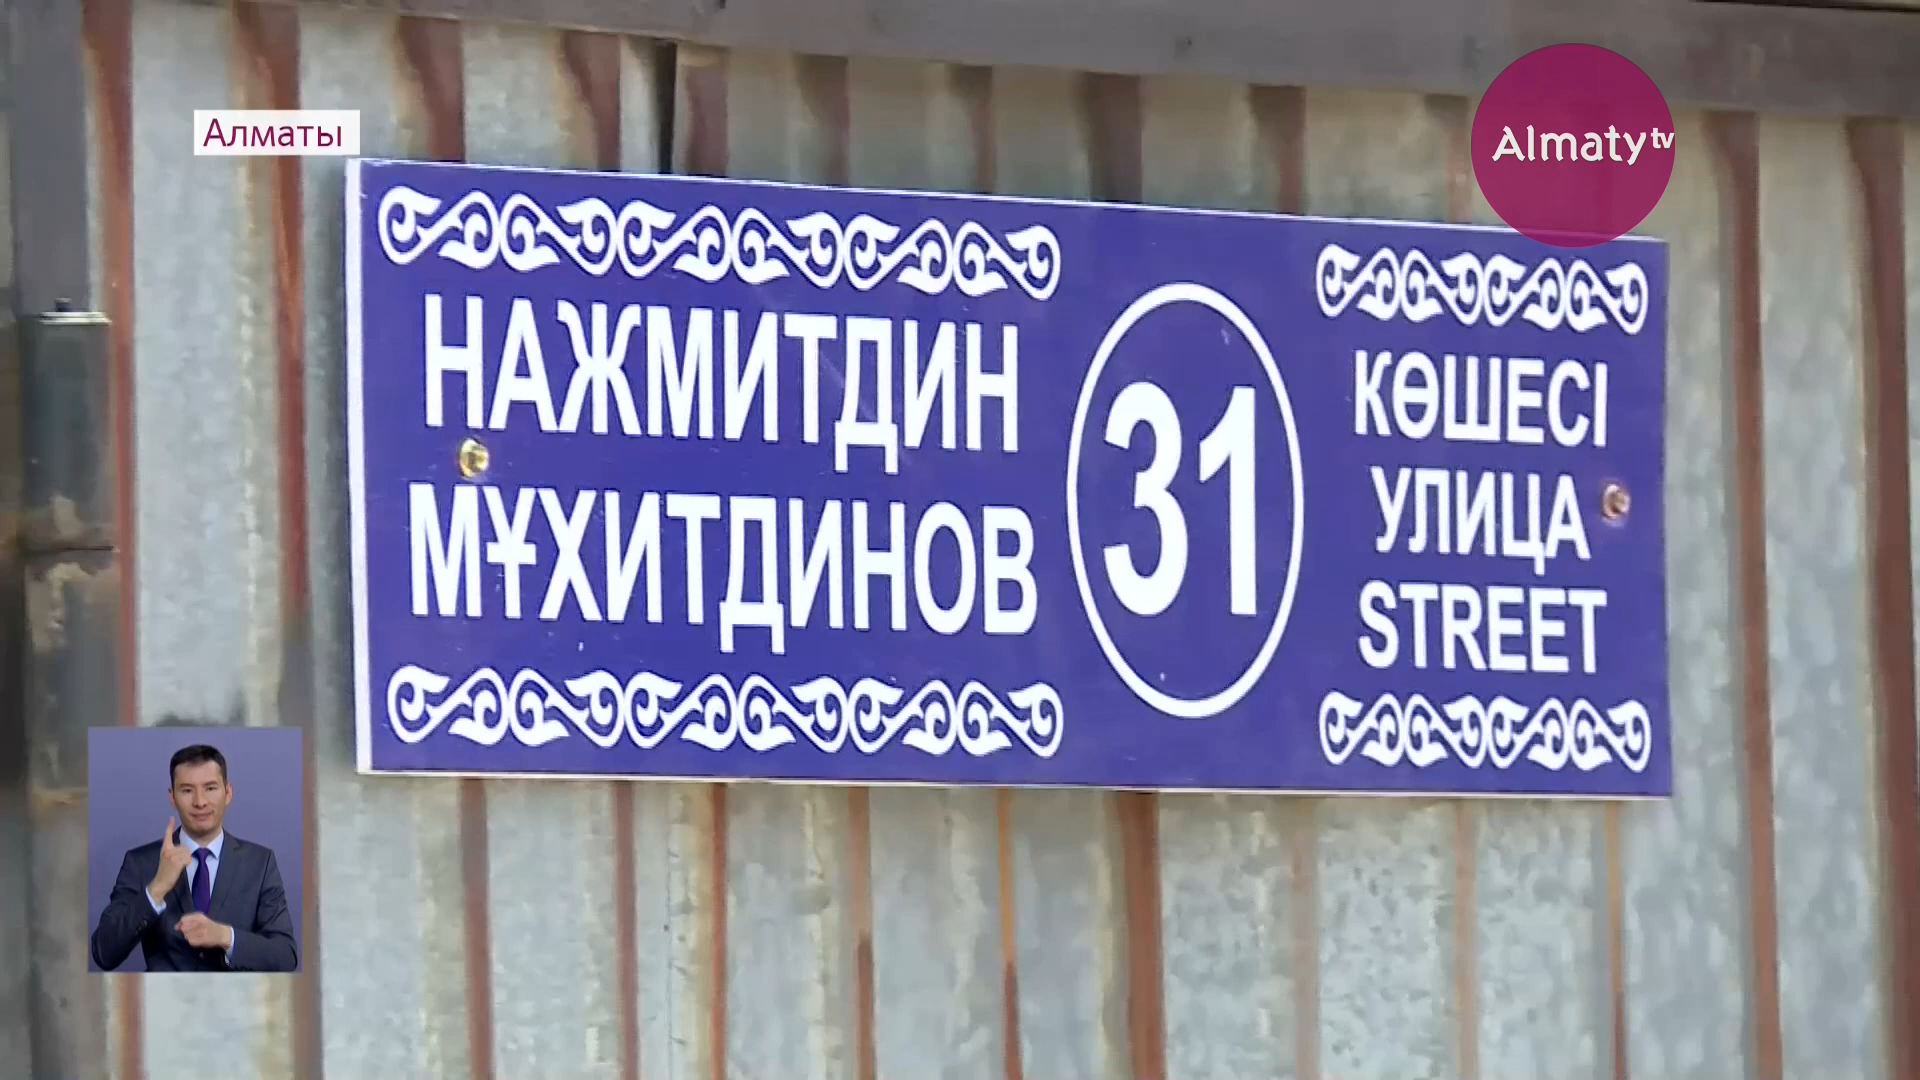 Алматы
Almaty tv
НАЖМИТДИН
МҰХИТДИНОВ
31
КӨШЕСІ
УЛИЦА
STREET